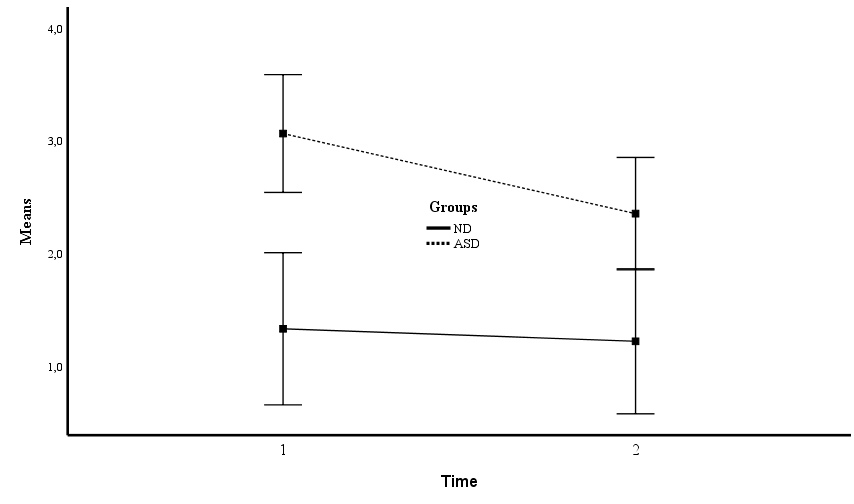 4,0
3,0
2,0
1,0
Means
Groups
ND
ASD
1
2
Time